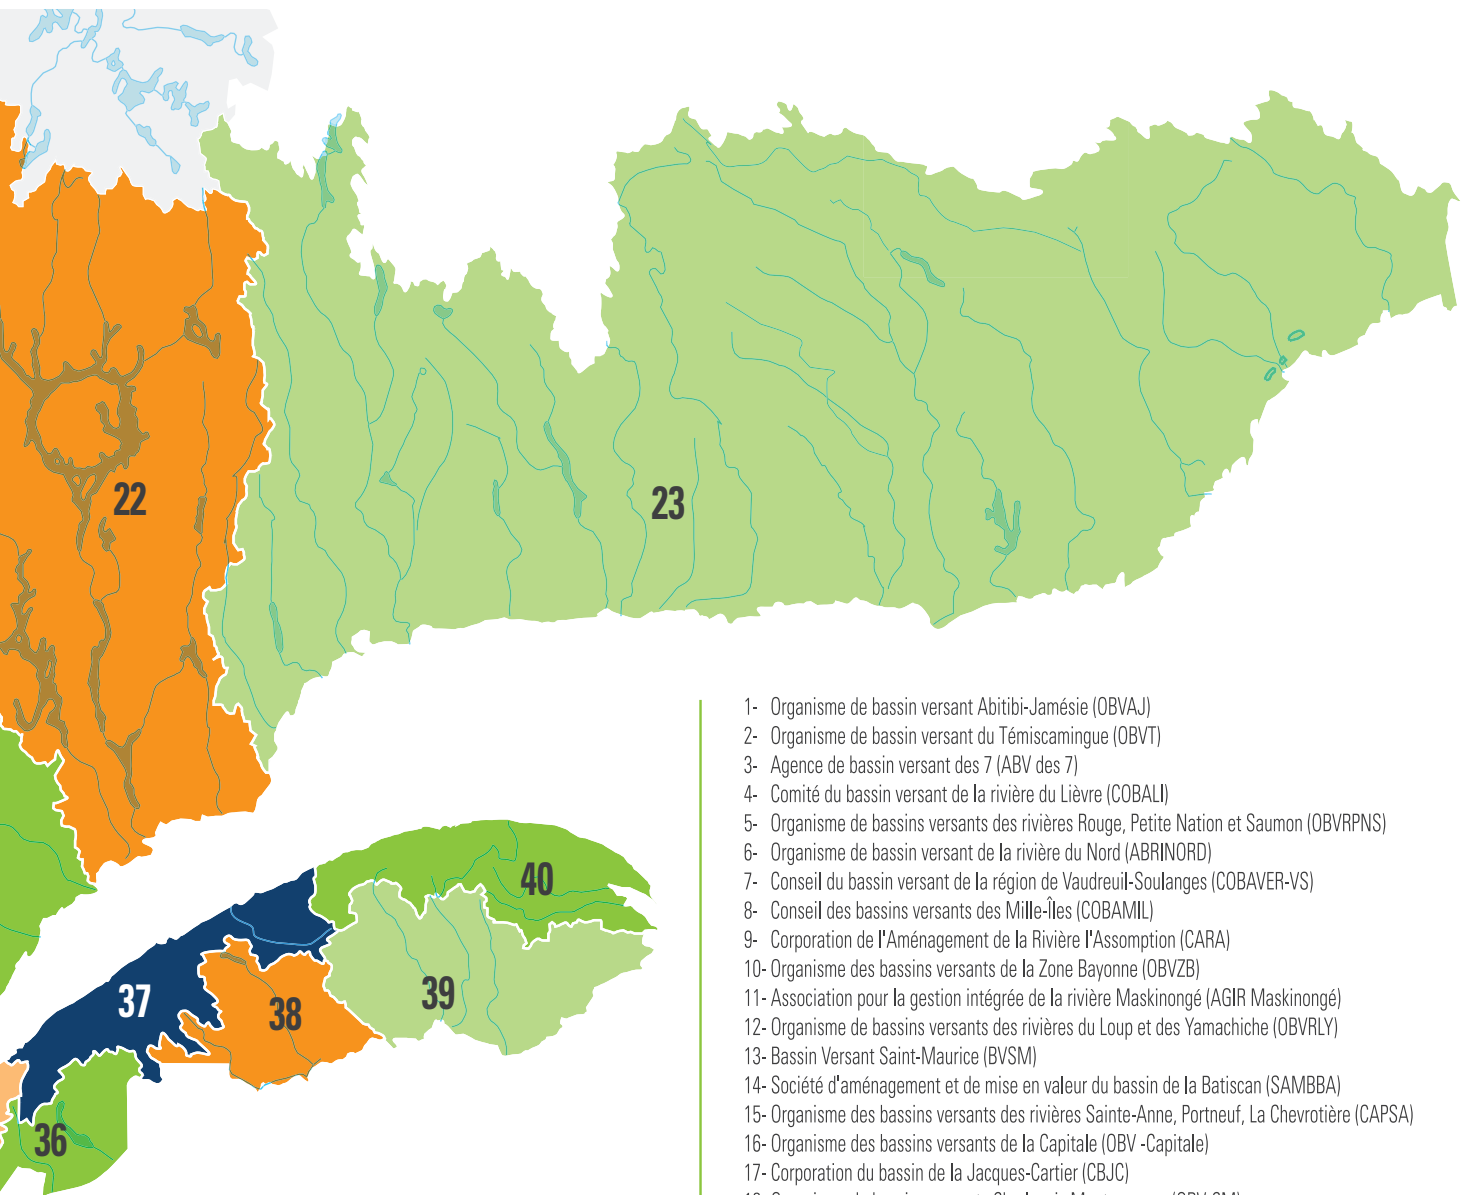 22
23
40
37
38
39
36
1- Organisme de bassin versant Abitibi-Jamésie (OBVAJ)
2- Organisme de bassin versant du Témiscamingue (OBVT)
3- Agence de bassin versant des 7 (ABV des 7)
4- Comité du bassin versant de la rivière du Lièvre (COBALI)
5- Organisme de bassins versants des rivières Rouge, Petite Nation et Saumon (OBVRPNS)
6- Organisme de bassin versant de la rivière du Nord (ABRINORD)
7- Conseil du bassin versant de la région de Vaudreuil-Soulanges (COBAVER-VS)
8- Conseil des bassins versants des Mille-Îles (COBAMIL)
9- Corporation de l'Aménagement de la Rivière l'Assomption (CARA)
10- Organisme des bassins versants de la Zone Bayonne (OBVZB)
11- Association pour la gestion intégrée de la rivière Maskinongé (AGIR Maskinongé)
12- Organisme de bassins versants des rivières du Loup et des Yamachiche (OBVRLY)
13- Bassin Versant Saint-Maurice (BVSM)
14- Société d'aménagement et de mise en valeur du bassin de la Batiscan (SAMBBA)
15- Organisme des bassins versants des rivières Sainte-Anne, Portneuf, La Chevrotière (CAPSA)
16- Organisme des bassins versants de la Capitale (OBV -Capitale)
17- Corporation du bassin de la Jacques-Cartier (CBJC)